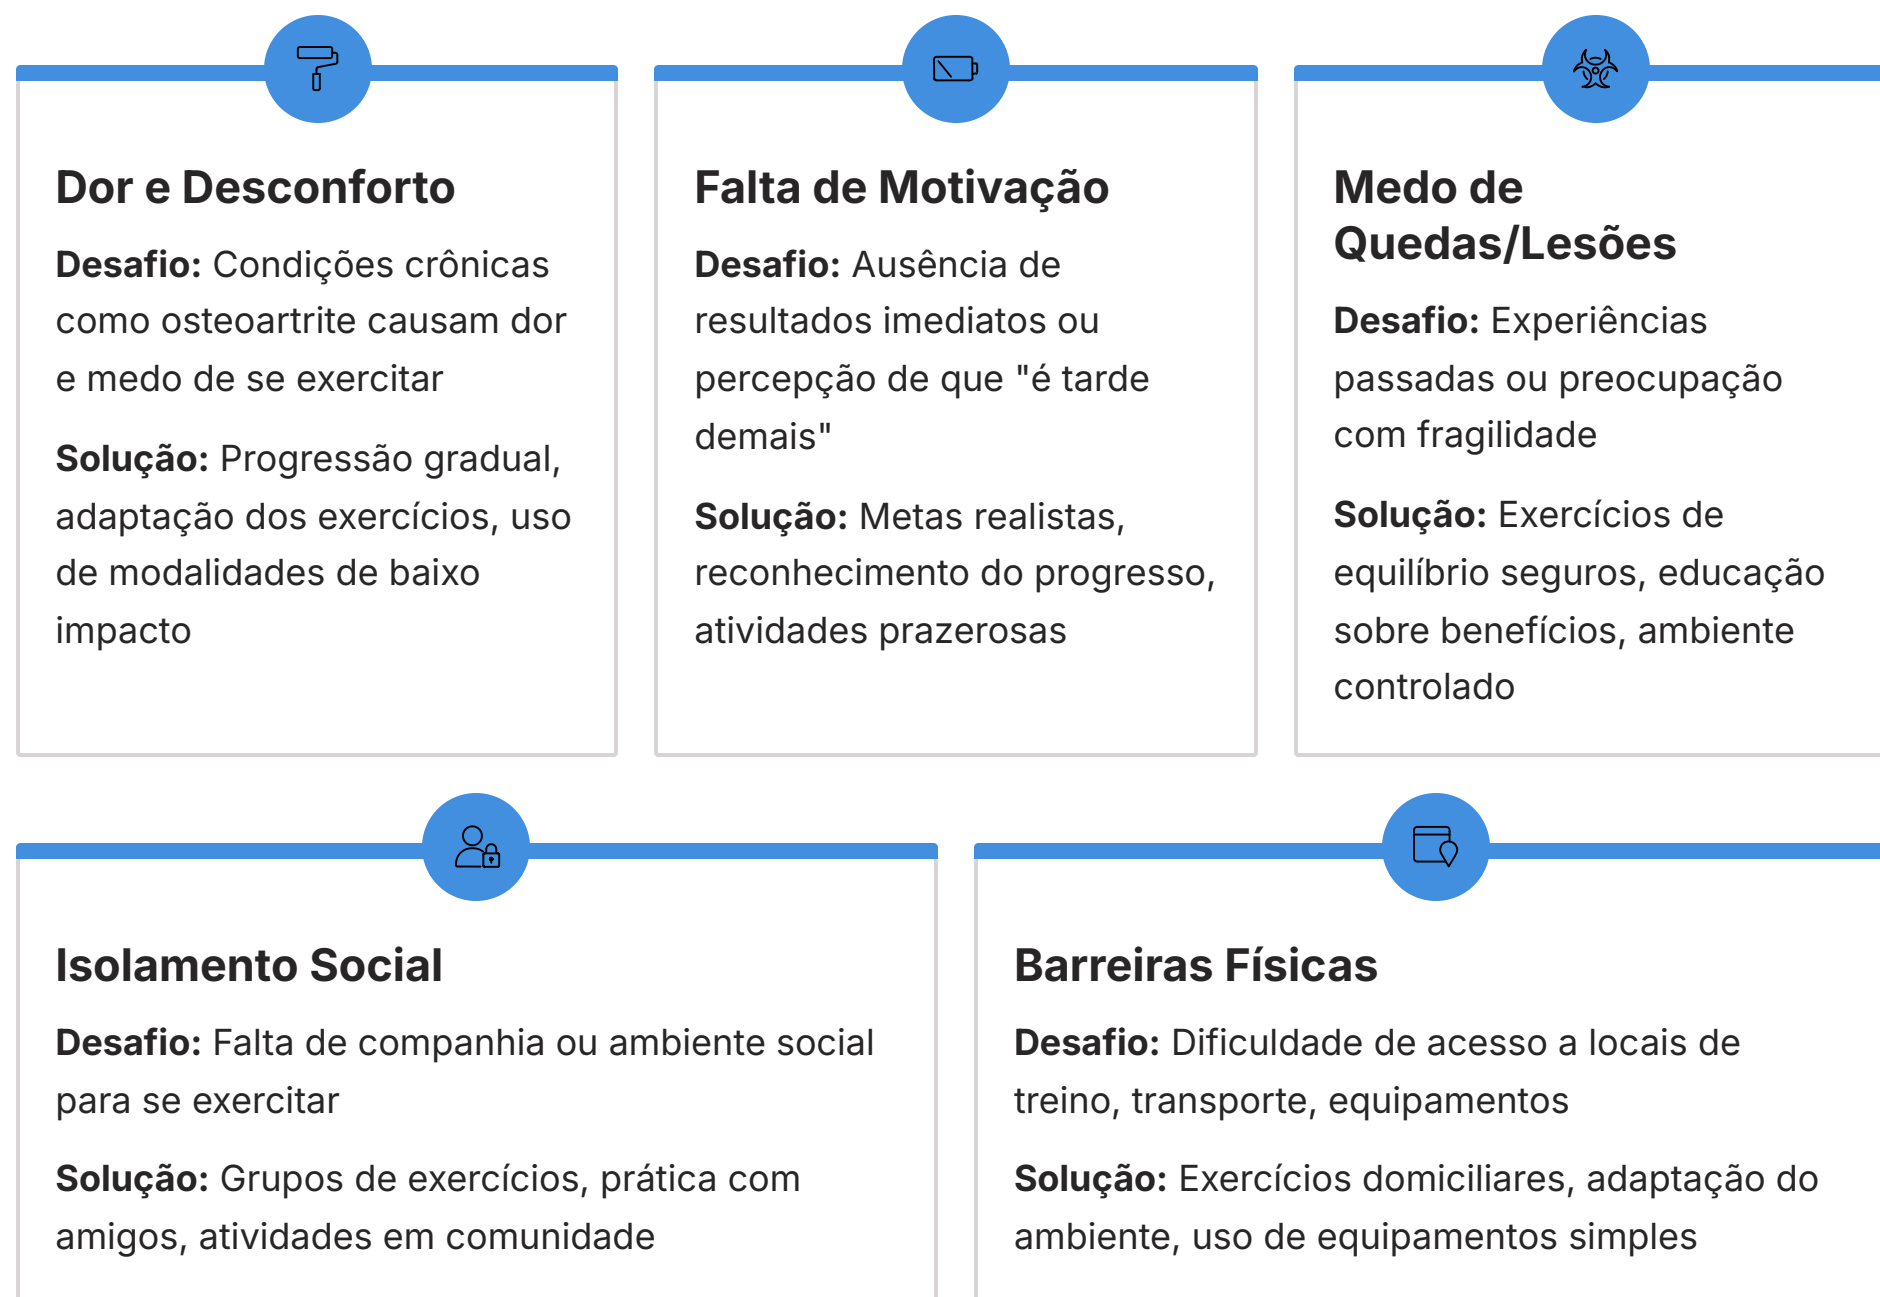 Dor e Desconforto
Desafio: Condições crônicas
como osteoartrite causam dor
e medo de se exercitar
Solução: Progressão gradual,
adaptação dos exercícios, uso
de modalidades de baixo
impacto
Falta de Motivação
Desafio: Ausência de
resultados imediatos ou
percepção de que "é tarde
demais"
Solução: Metas realistas,
reconhecimento do progresso,
atividades prazerosas
Medo de
Quedas/Lesões
Desafio: Experiências
passadas ou preocupação
com fragilidade
Solução: Exercícios de
equilíbrio seguros, educação
sobre benefícios, ambiente
controlado
Isolamento Social
Desafio: Falta de companhia ou ambiente social
para se exercitar
Solução: Grupos de exercícios, prática com
amigos, atividades em comunidade
Barreiras Físicas
Desafio: Dificuldade de acesso a locais de
treino, transporte, equipamentos
Solução: Exercícios domiciliares, adaptação do
ambiente, uso de equipamentos simples